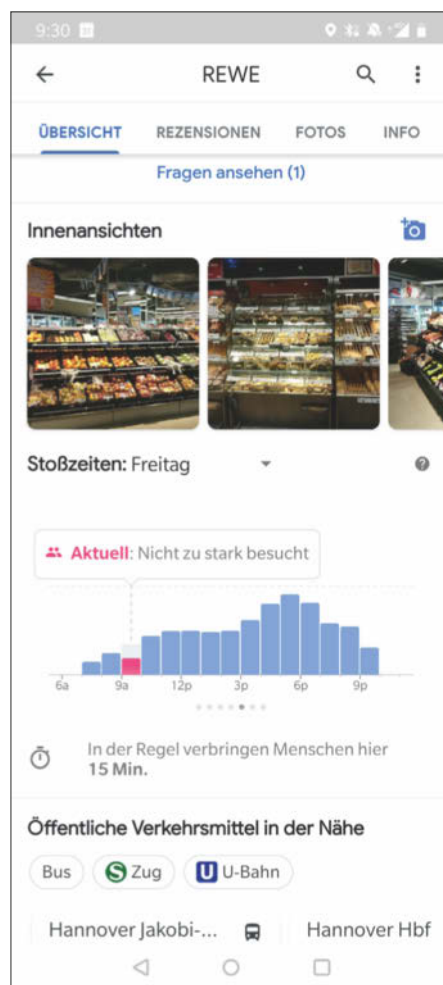 9:30
REWE
ÜBERSICHT REZENSIONEN FOTOS INFO
Fragen ansehen (1)
Innenansichten
Stoßzeiten: Freitag
Aktuell: Nicht zu stark besucht
6a 9a 12p 3p 6p 9p
In der Regel verbringen Menschen hier
15 Min.
Öffentliche Verkehrsmittel in der Nähe
Bus S Zug U U-Bahn
Hannover Jakobi-... Hannover Hbf